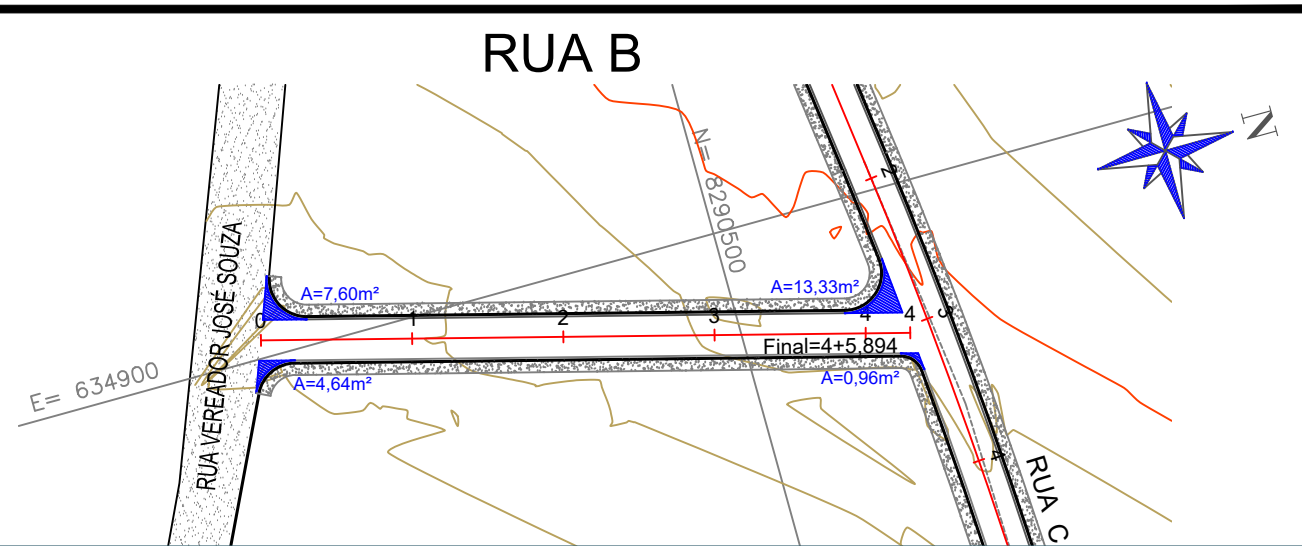 RUA B
N
N= 8290500
2
RUA VEREADOR JOSÉ SOUZA
A=7,60m²
A=13,33m²
0
1
2
3
4
4
3
Final=4+5,894
E= 634900
A=4,64m²
A=0,96m²
4
RUA C